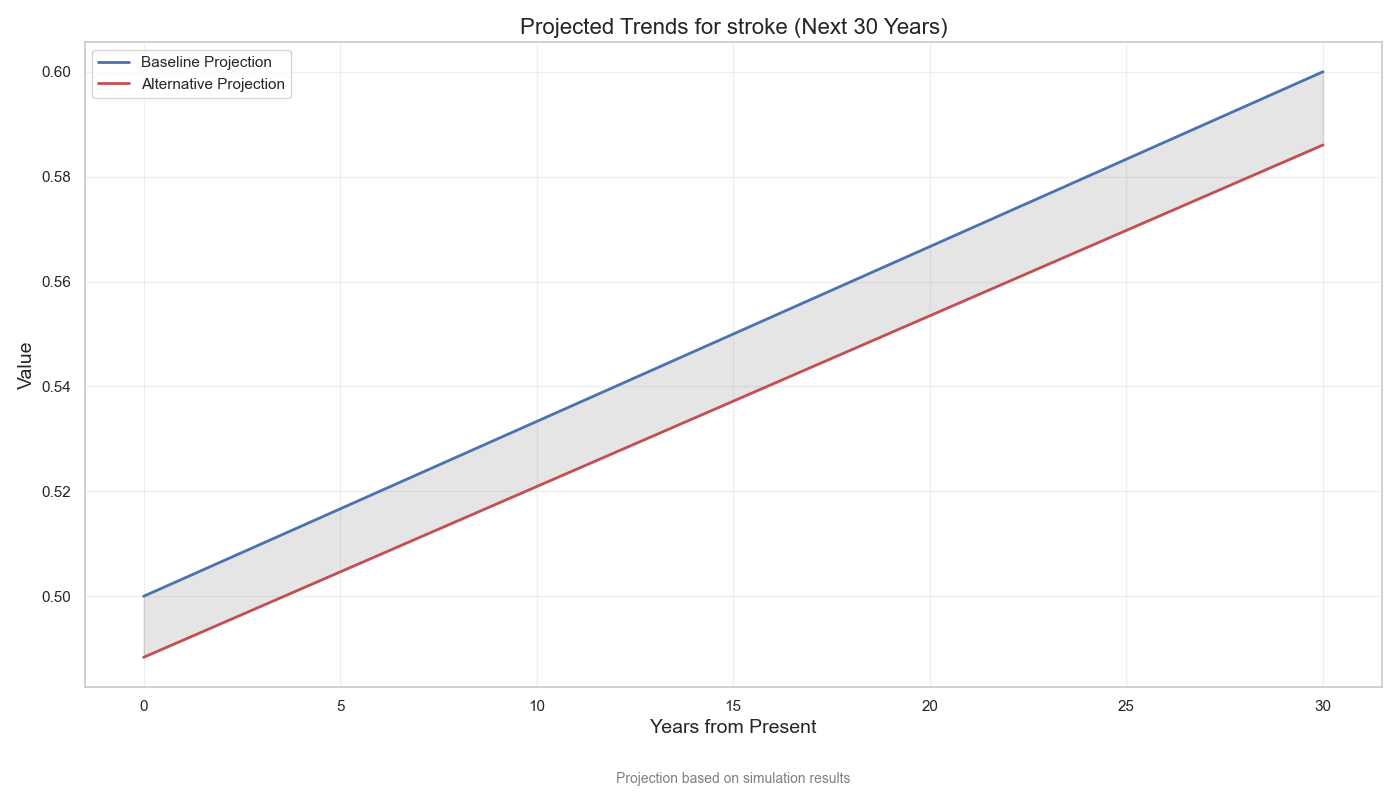 Projected Trends for stroke (Next 30 Years)
Baseline Projection
Alternative Projection
0.60
0.58
0.56
0.54
0.52
0.50
Value
0 5 10 15 20 25 30
Years from Present
Projection based on simulation results